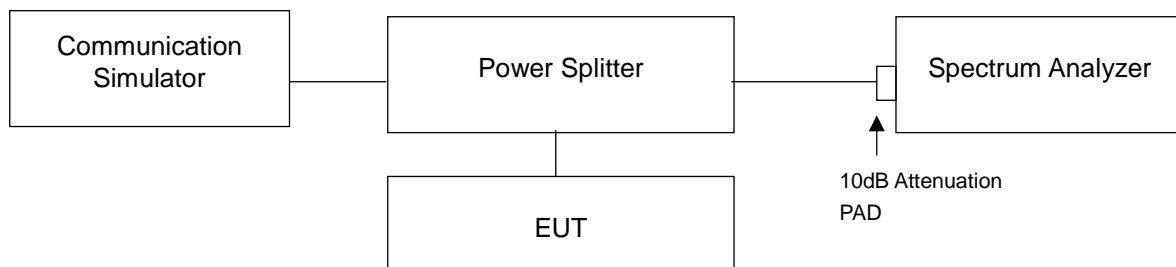 Communication
Simulator
Power Splitter
Spectrum Analyzer
10dB Attenuation
PAD
EUT